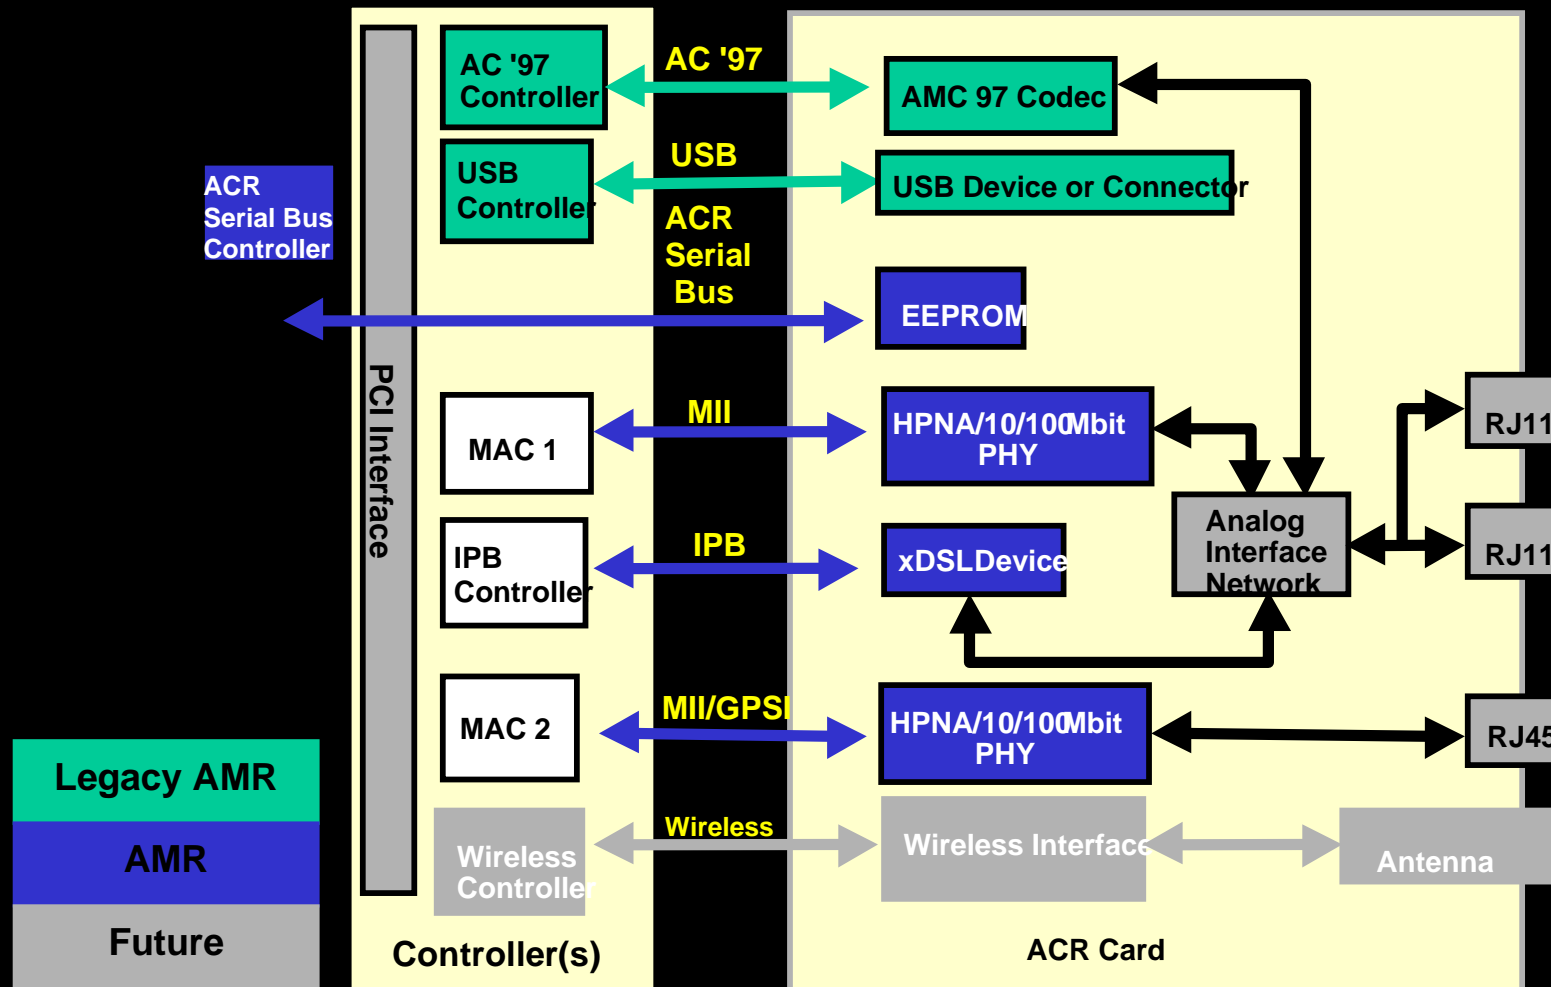 AC '97
Controller
AC '97
AMC 97 Codec
USB
Controller
USB
USB Device or Connector
ACR
Serial Bus
Controller
ACR
Serial
Bus
EEPROM
PCI Interface
MAC 1
MII
HPNA/10/100Mbit
PHY
RJ11
IPB
Controller
IPB
xDSLDevice
Analog
Interface
Network
RJ11
MAC 2
MII/GPSI
HPNA/10/100Mbit
PHY
RJ45
Wireless
Controller
Wireless
Wireless Interface
Antenna
Legacy AMR
AMR
Future
Controller(s)
ACR Card